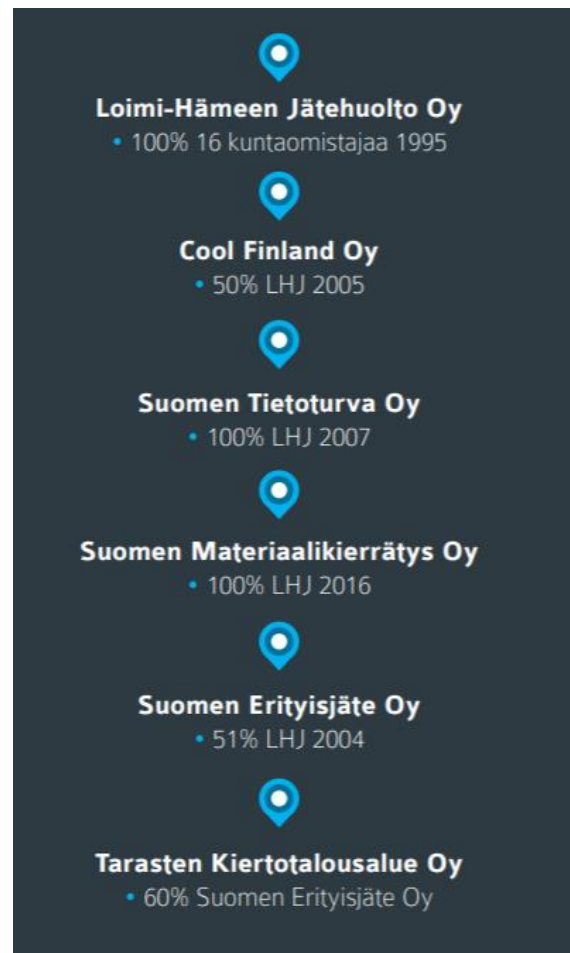 Loimi-Hämeen Jätehuolto Oy
• 100% 16 kuntaomistajaa 1995
Cool Finland Oy
• 50% LHJ 2005
Suomen Tietoturva Oy
• 100% LHJ 2007
Suomen Materiaalikierrätys Oy
• 100% LHJ 2016
Suomen Erityisjäte Oy
• 51% LHJ 2004
Tarasten Kiertotalousalue Oy
• 60% Suomen Erityisjäte Oy